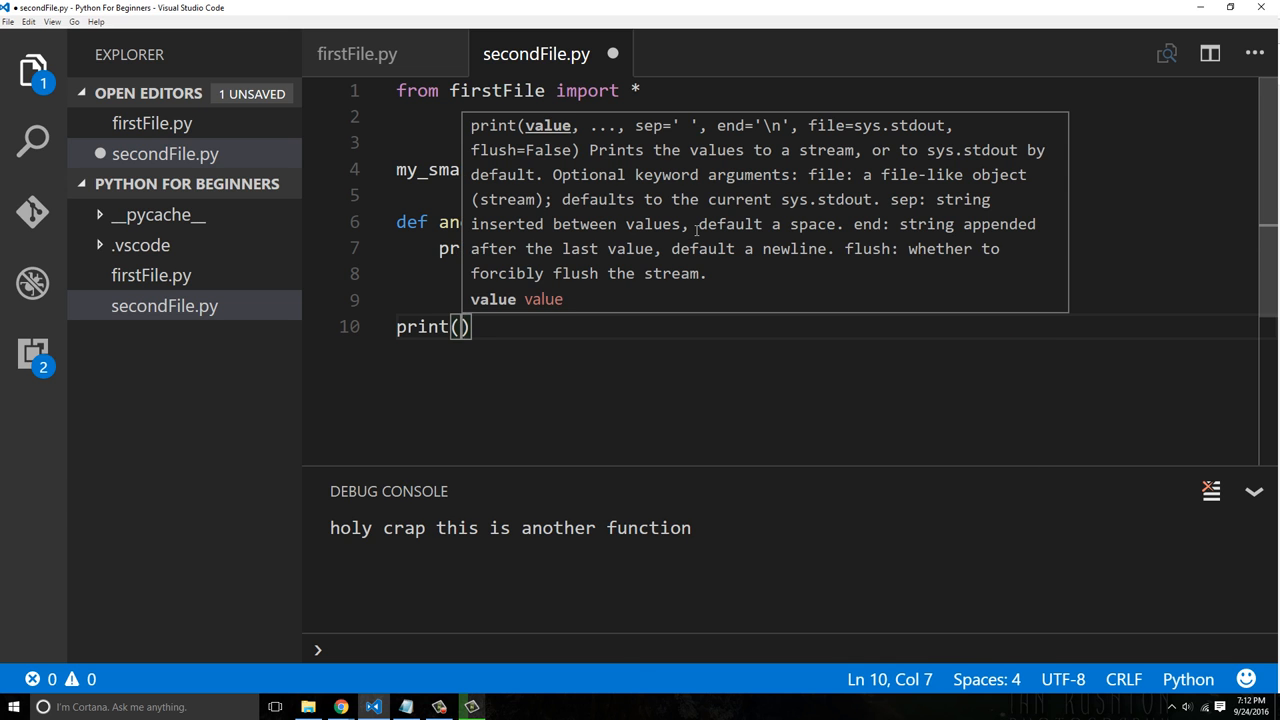 secondFile.py - Python For Beginners - Visual Studio Code
File Edit View Go Help
EXPLORER
OPEN EDITORS 1 UNSAVED
firstFile.py
secondFile.py
PYTHON FOR BEGINNERS
__pycache__
.vscode
firstFile.py
secondFile.py
1
2
firstFile.py secondFile.py
1 from firstFile import *
2
3
4 my_sma
5
6 def an
7 pr
8
9
10 print()
print(value, ..., sep=' ', end='\n', file=sys.stdout,
flush=False) Prints the values to a stream, or to sys.stdout by
default. Optional keyword arguments: file: a file-like object
(stream); defaults to the current sys.stdout. sep: string
inserted between values, default a space. end: string appended
after the last value, default a newline. flush: whether to
forcibly flush the stream.
value value
DEBUG CONSOLE
holy crap this is another function
0 0 Ln 10, Col 7 Spaces: 4 UTF-8 CRLF Python
I'm Cortana. Ask me anything.
7:12 PM
9/24/2016